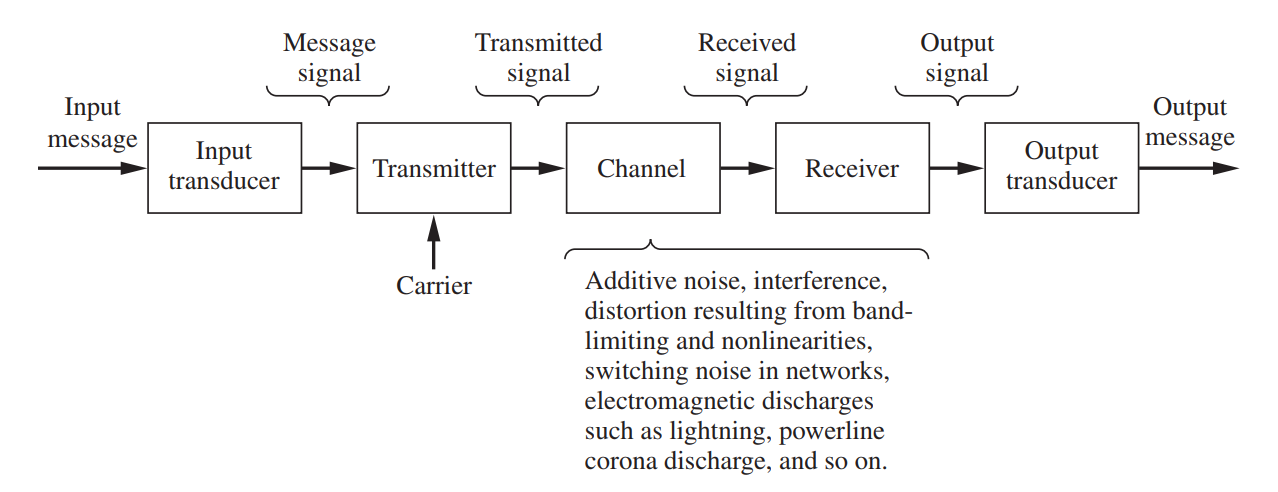 Message
signal
Transmitted
signal
Received
signal
Output
signal
Input
message
Output
message
Input
transducer
Transmitter
Channel
Receiver
Output
transducer
Carrier
Additive noise, interference,
distortion resulting from band-
limiting and nonlinearities,
switching noise in networks,
electromagnetic discharges
such as lightning, powerline
corona discharge, and so on.